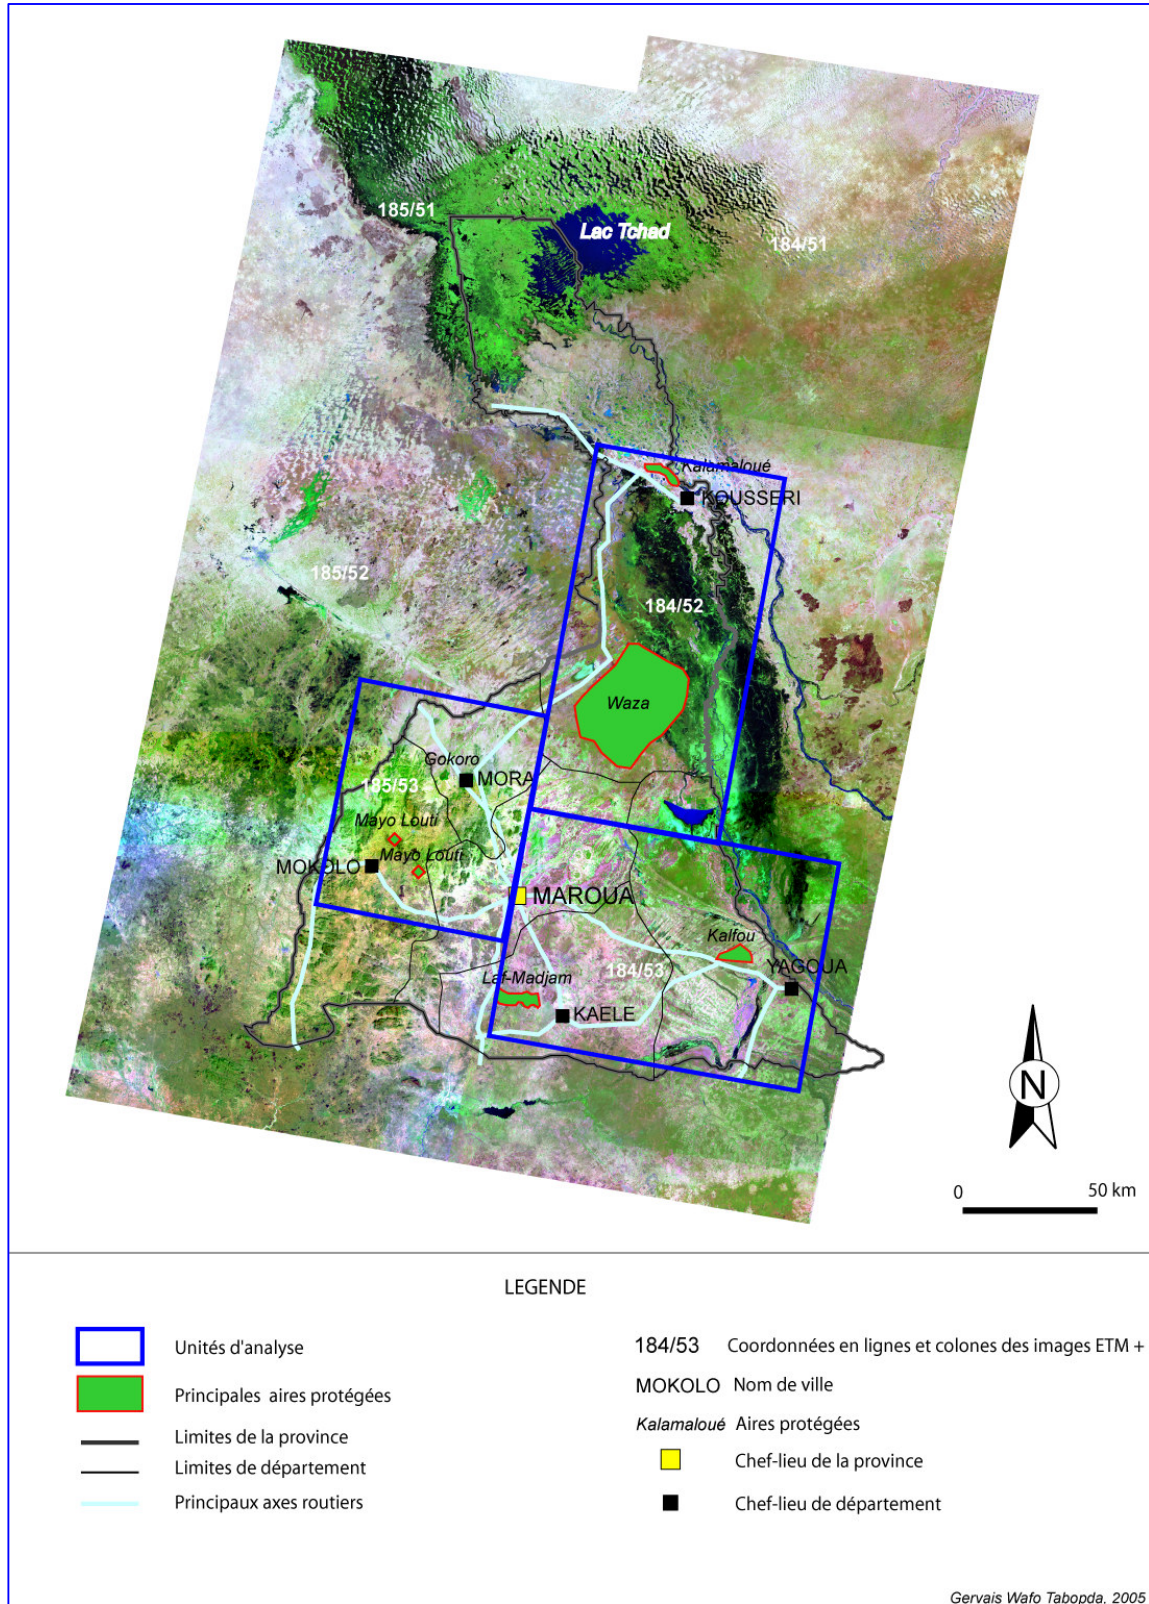 185/51
Lac Tchad
184/51
Kalamaloué
KOUSSERI
185/52
184/52
Waza
Gokoro
MORA
185/53
Mayo Louti
MOKOLO
Mayo Louti
MAROUA
Kalfou
184/53
YAGOUA
Laf-Madjam
KAELE
N
0
50 km
LEGENDE
Unités d'analyse
Principales aires protégées
Limites de la province
Limites de département
Principaux axes routiers
184/53 Coordonnées en lignes et colones des images ETM +
MOKOLO Nom de ville
Kalamaloué Aires protégées
Chef-lieu de la province
Chef-lieu de département
Gervais Wafo Tabopda, 2005